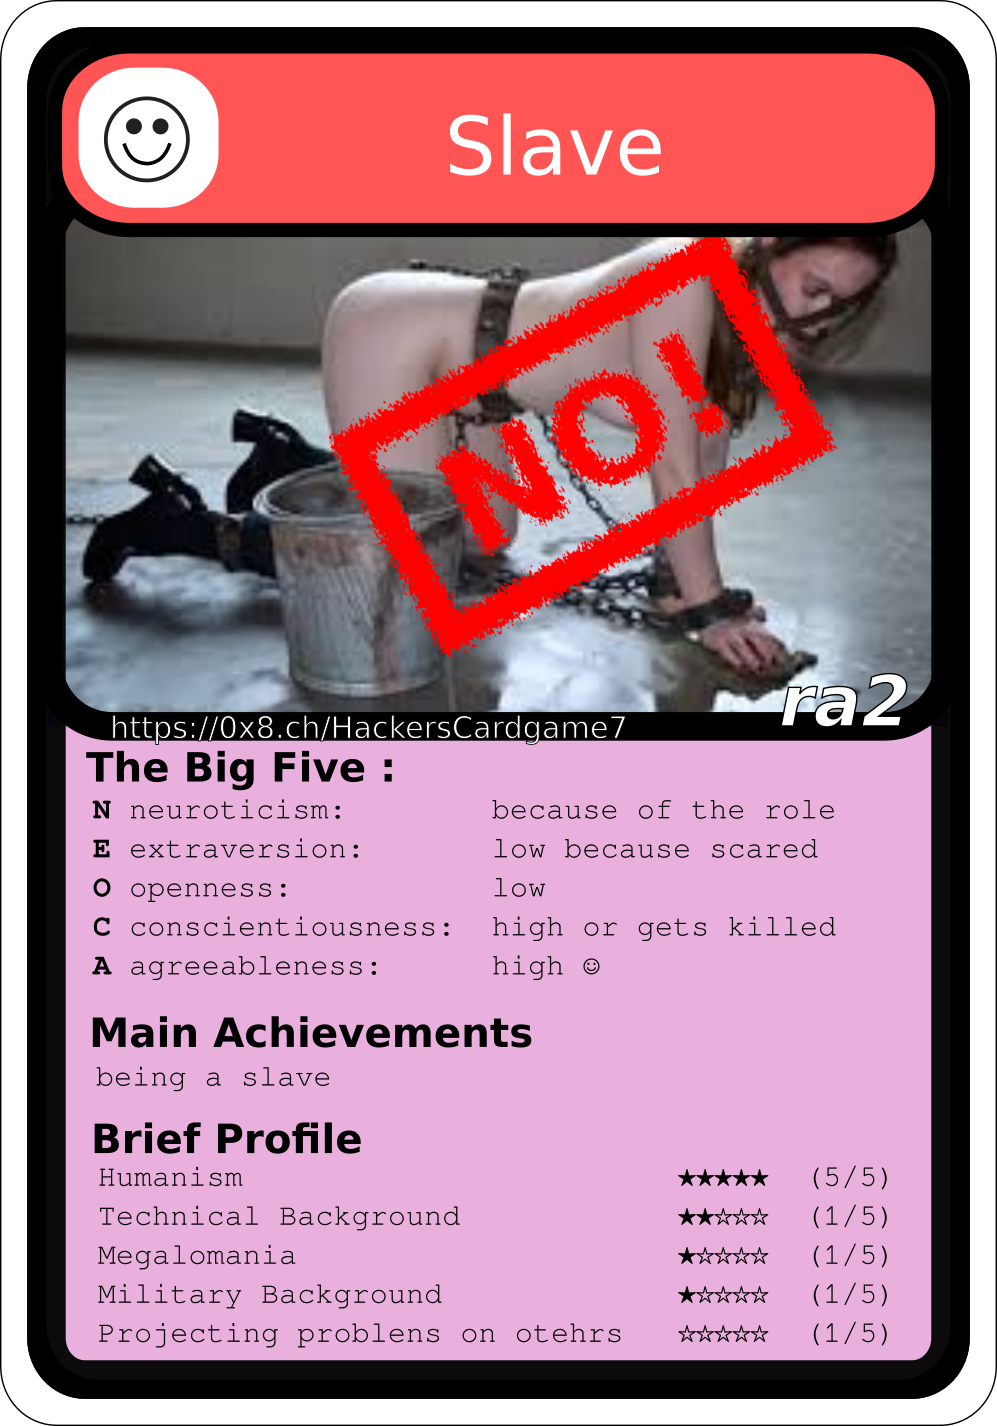 Slave
NO!
ra2
https://0x8.ch/HackersCardgame7
The Big Five :
N neuroticism: because of the role
E extraversion: low because scared
O openness: low
C conscientiousness: high or gets killed
A agreeableness: high ☺
Main Achievements
being a slave
Brief Profile
Humanism ★★★★★ (5/5)
Technical Background ★★☆☆☆ (1/5)
Megalomania ★☆☆☆☆ (1/5)
Military Background ★☆☆☆☆ (1/5)
Projecting problens on otehrs ☆☆☆☆☆ (1/5)